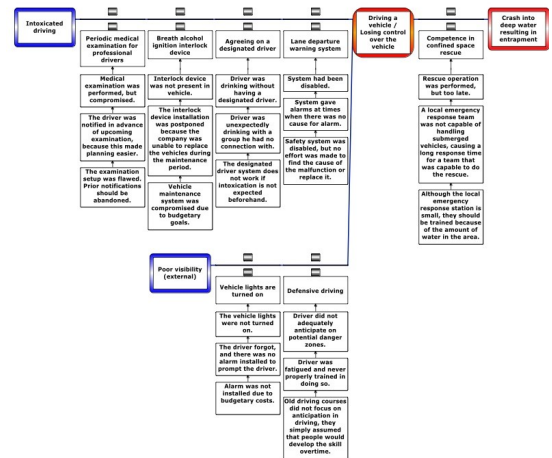 Intoxicated
driving
Periodic medical
examination for
professional
drivers
Medical
examination was
performed, but
compromised.
The driver was
notified in advance
of upcoming
examination,
because this made
planning easier.
The examination
setup was flawed.
Prior notifications
should be
abandoned.
Breath alcohol
ignition interlock
device
Interlock device
was not present in
vehicle.
The interlock
device installation
was postponed
because the
company was
unable to replace
the vehicles during
the maintenance
period.
Vehicle
maintenance
system was
compromised due
to budgetary
goals.
Agreeing on a
designated driver
Driver was
drinking without
having a
designated driver.
Driver was
unexpectedly
drinking with a
group he had no
connection with.
The designated
driver system does
not work if
intoxication is not
expected
beforehand.
Lane departure
warning system
System had been
disabled.
System gave
alarms at times
when there was no
cause for alarm.
Safety system was
disabled, but no
effort was made to
find the cause of
the malfunction or
replace it.
Driving a
vehicle /
Losing control
over the
vehicle
Competence in
confined space
rescue
Rescue operation
was performed,
but too late.
A local emergency
response team
was not capable of
handling
submerged
vehicles, causing a
long response time
for a team that
was capable to do
the rescue.
Although the local
emergency
response station is
small, they should
be trained because
of the amount of
water in the area.
Crash into
deep water
resulting in
entrapment
Poor visibility
(external)
Vehicle lights are
turned on
The vehicle lights
were not turned
on.
The driver forgot,
and there was no
alarm installed to
prompt the driver.
Alarm was not
installed due to
budgetary costs.
Defensive driving
Driver did not
adequately
anticipate on
potential danger
zones.
Driver was
fatigued and never
properly trained in
doing so.
Old driving courses
did not focus on
anticipation in
driving, they
simply assumed
that people would
develop the skill
overtime.